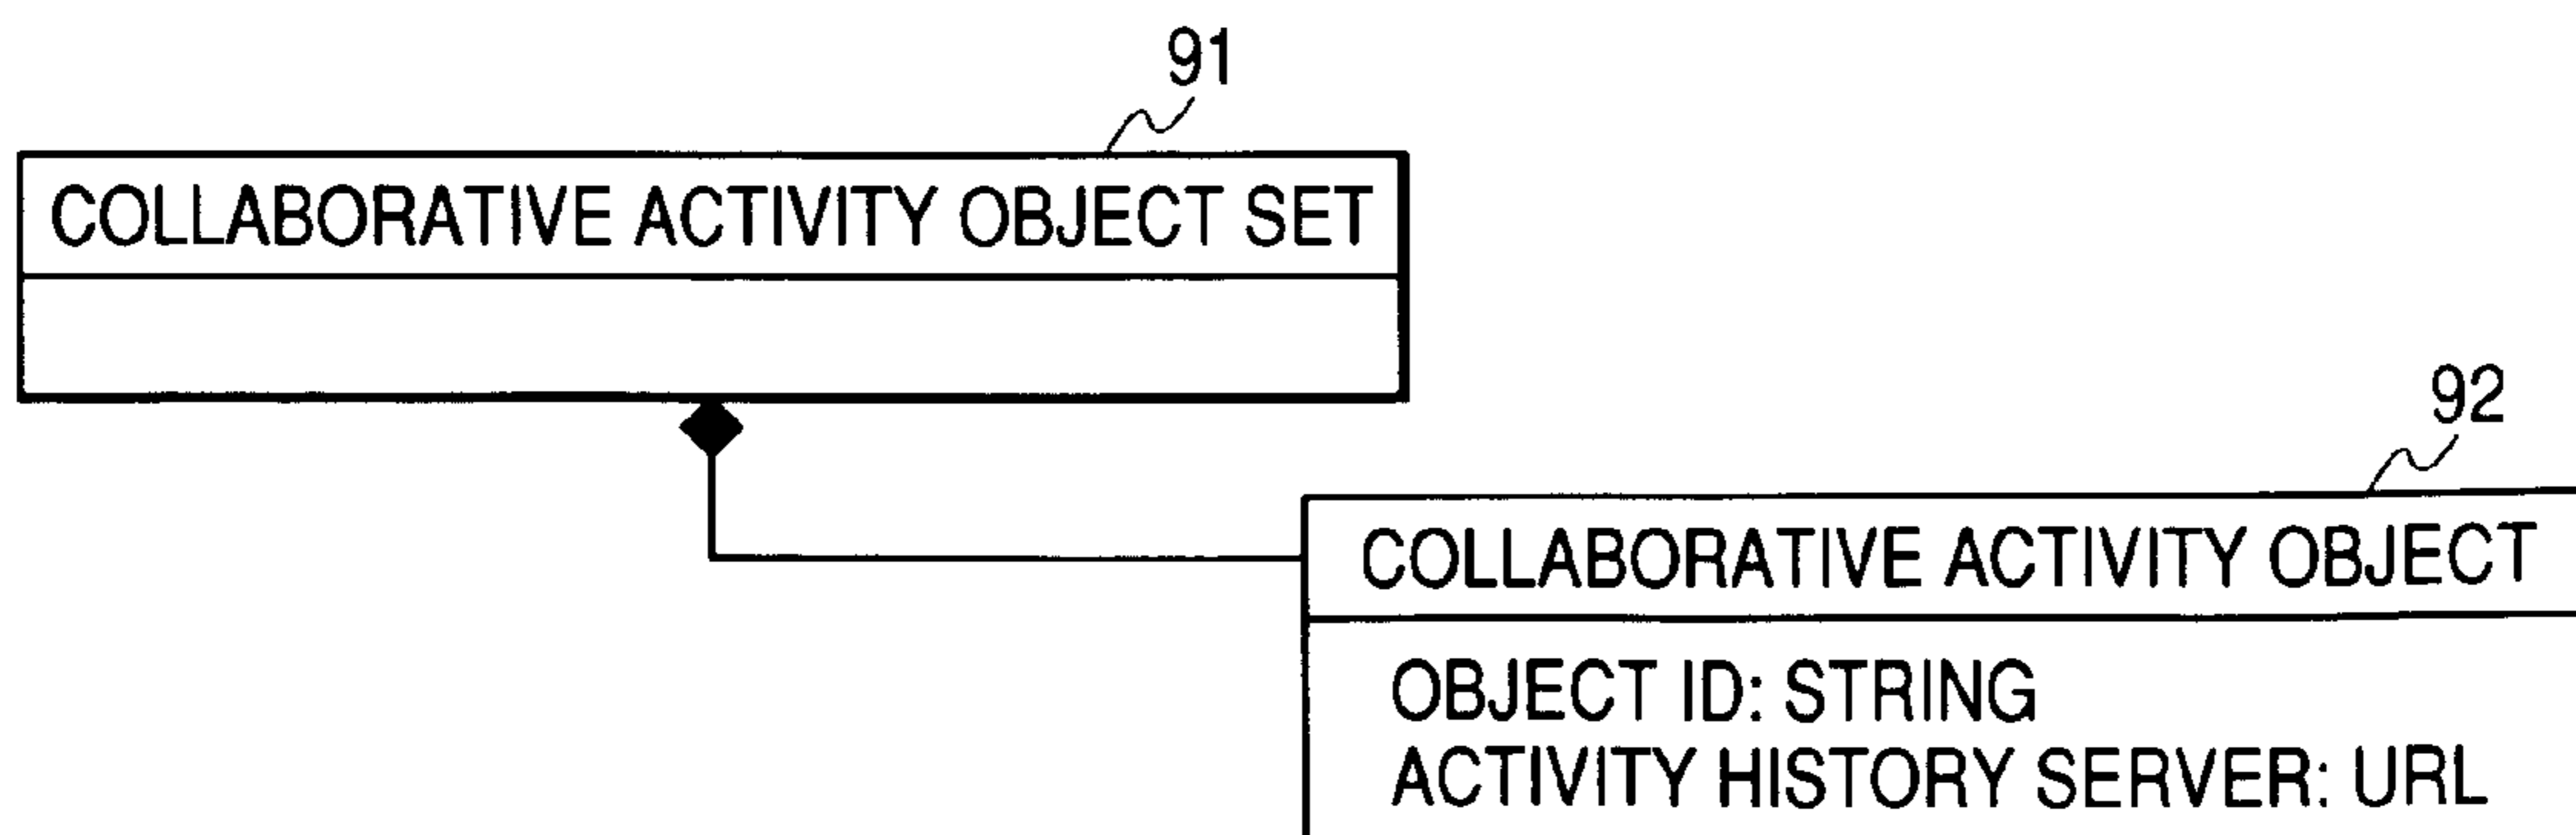 91
COLLABORATIVE ACTIVITY OBJECT SET
92
COLLABORATIVE ACTIVITY OBJECT
OBJECT ID: STRING
ACTIVITY HISTORY SERVER: URL